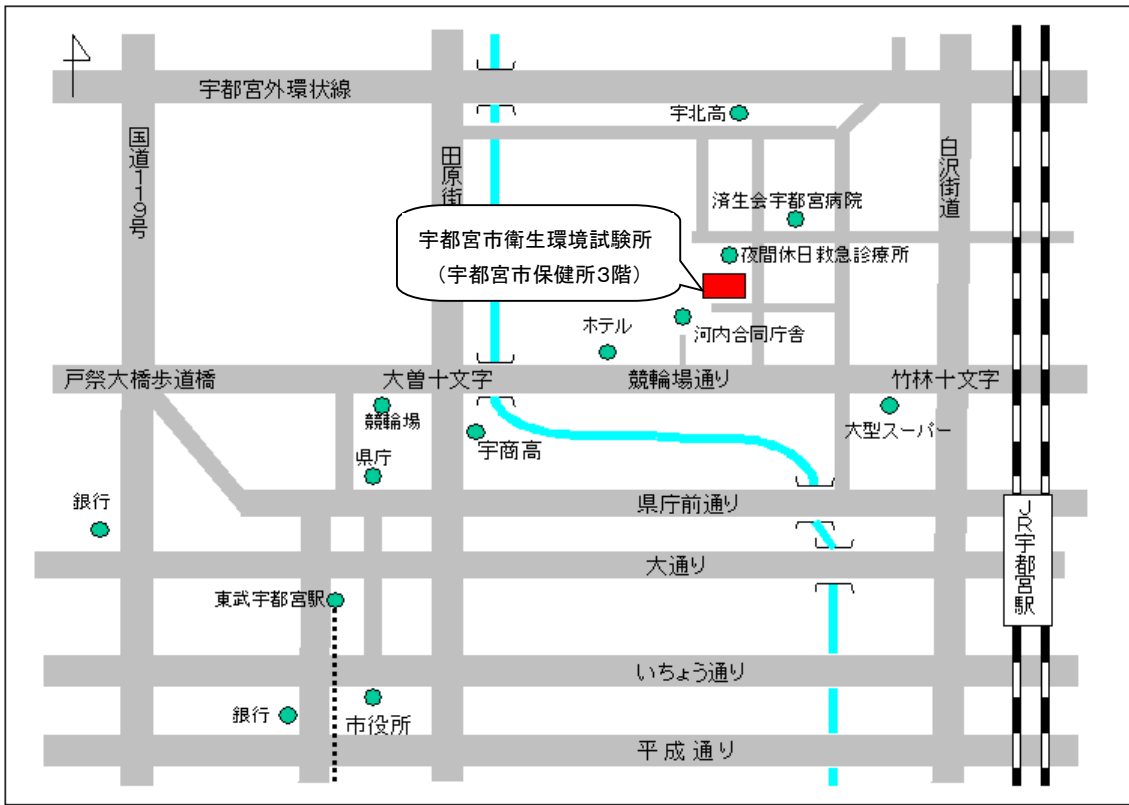 宇都宮外環状線
宇北高
国道119号
田原街
白沢街道
済生会宇都宮病院
宇都宮市衛生環境試験所
（宇都宮市保健所3階）
夜間休日救急診療所
ホテル
河内合同庁舎
戸祭大橋歩道橋
大曽十文字
競輪場通り
竹林十文字
競輪場
宇商高
大型スーパー
県庁
銀行
県庁前通り
JR宇都宮駅
大通り
東武宇都宮駅
いちょう通り
銀行
市役所
平成通り